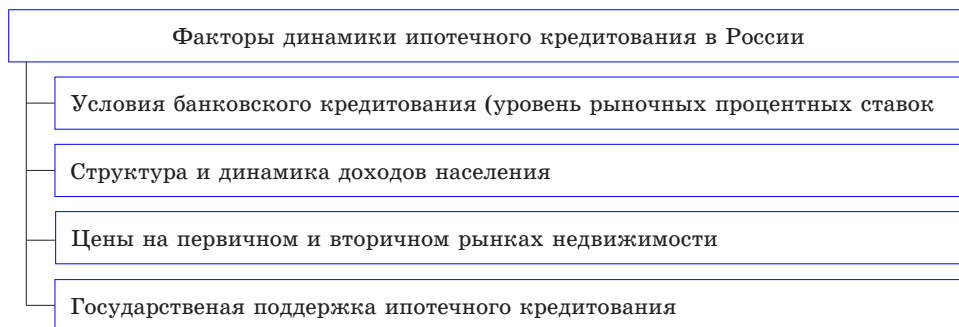 Факторы динамики ипотечного кредитования в России
Условия банковского кредитования (уровень рыночных процентных ставок
Структура и динамика доходов населения
Цены на первичном и вторичном рынках недвижимости
Государственая поддержка ипотечного кредитования